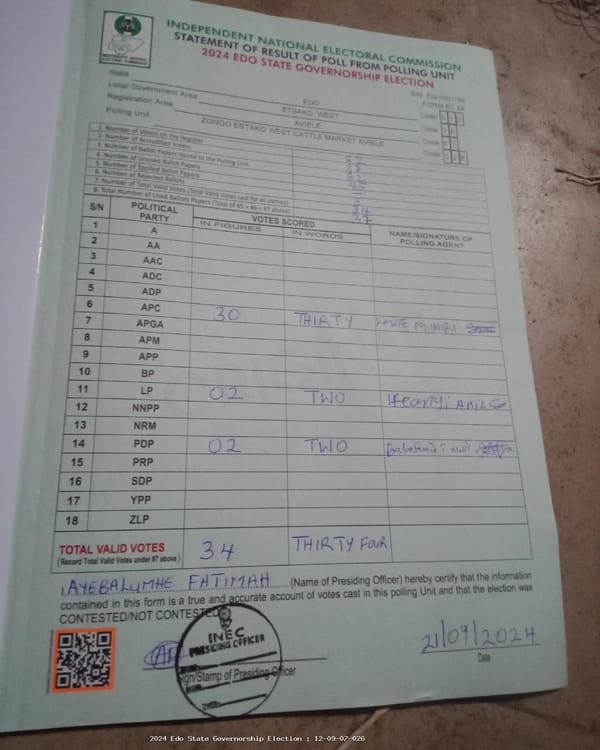 INDEPENDENT NATIONAL ELECTORAL COMMISSION
STATEMENT OF RESULT OF POLL FROM POLLING UNIT
2024 EDO STATE GOVERNORSHIP ELECTION
FORM EC 8A
State EDO Code
Local Government Area ETSAKO WEST Code
Registration Area AVIELE Code
Polling Unit ZONGO ESTAKO WEST CATTLE MARKET AVIELE Code
1. Number of Voters on the Register
2. Number of Accredited Voters
3. Number of Ballot Papers Issued to the Polling Unit
4. Number of Unused Ballot Papers
5. Number of Spoiled Ballot Papers
6. Number of Rejected Ballots
7. Number of Total Valid Votes (Total Valid Votes cast for all parties) 34
8. Total Number of Used Ballots Papers (Total of #5 + #6 + #7 above) 37
S/N POLITICAL PARTY VOTES SCORED NAME/SIGNATURE OF POLLING AGENT
IN FIGURES IN WORDS
1 A
2 AA
3 AAC
4 ADC
5 ADP
6 APC 30 THIRTY
7 APGA
8 APM
9 APP
10 BP
11 LP 02 TWO
12 NNPP
13 NRM
14 PDP 02 TWO
15 PRP
16 SDP
17 YPP
18 ZLP
TOTAL VALID VOTES 34 THIRTY FOUR
(Record Total Valid Votes under #7 above)
I, AYEBALUMHE FATIMAH (Name of Presiding Officer) hereby certify that the information
contained in this form is a true and accurate account of votes cast in this polling Unit and that the election was
CONTESTED/NOT CONTESTED
INEC
PRESIDING OFFICER
Sign/Stamp of Presiding Officer
21/09/2024
Date
2024 Edo State Governorship Election : 12-09-07-026